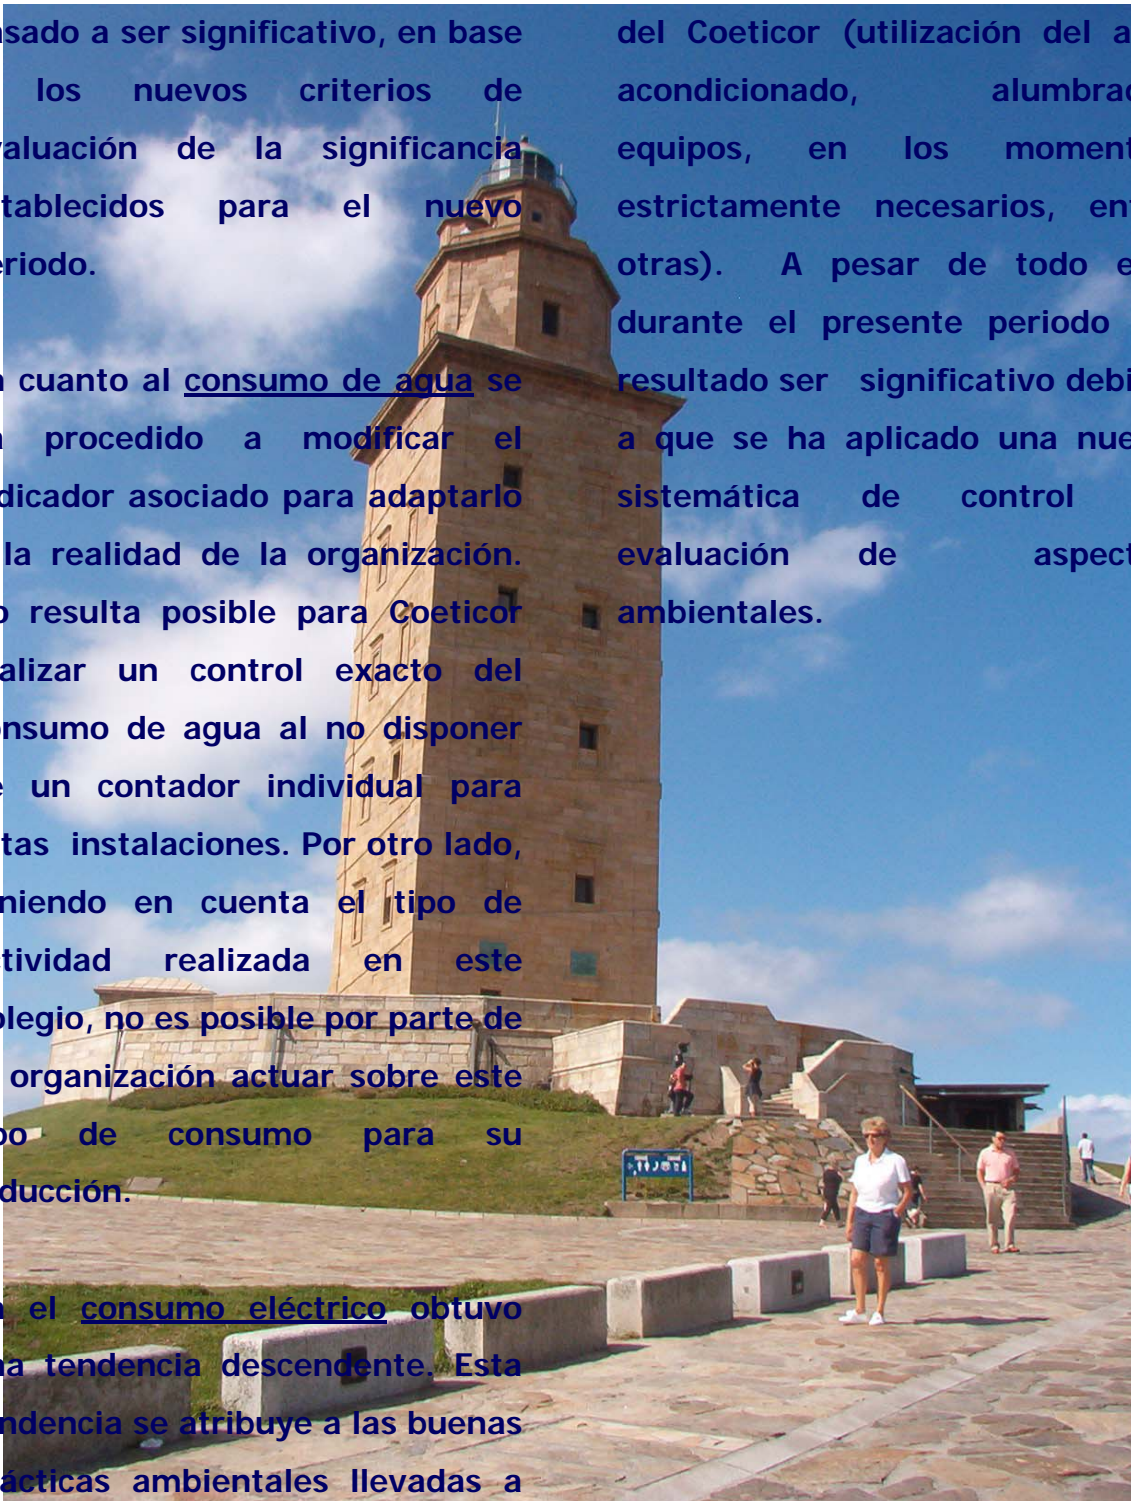 sado a ser significativo, en base
los nuevos criterios de
valuación de la significancia
tablecidos para el nuevo
eriodo.
n cuanto al consumo de agua se
a procedido a modificar el
dicador asociado para adaptarlo
la realidad de la organización.
o resulta posible para Coeticor
alizar un control exacto del
onsumo de agua al no disponer
e un contador individual para
tas instalaciones. Por otro lado,
niendo en cuenta el tipo de
tividad realizada en este
olegio, no es posible por parte de
organización actuar sobre este
po de consumo para su
ducción.
n el consumo eléctrico obtuvo
na tendencia descendente. Esta
ndencia se atribuye a las buenas
ácticas ambientales llevadas a
del Coeticor (utilización del a
acondicionado, alumbrad
equipos, en los moment
estrictamente necesarios, ent
otras). A pesar de todo e
durante el presente periodo
resultado ser significativo debi
a que se ha aplicado una nue
sistemática de control
evaluación de aspect
ambientales.